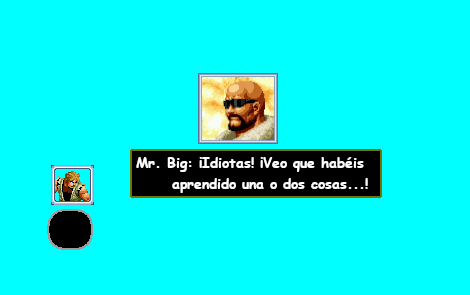 Mr. Big: ¡Idiotas! ¡Veo que habéis
aprendido una o dos cosas...!